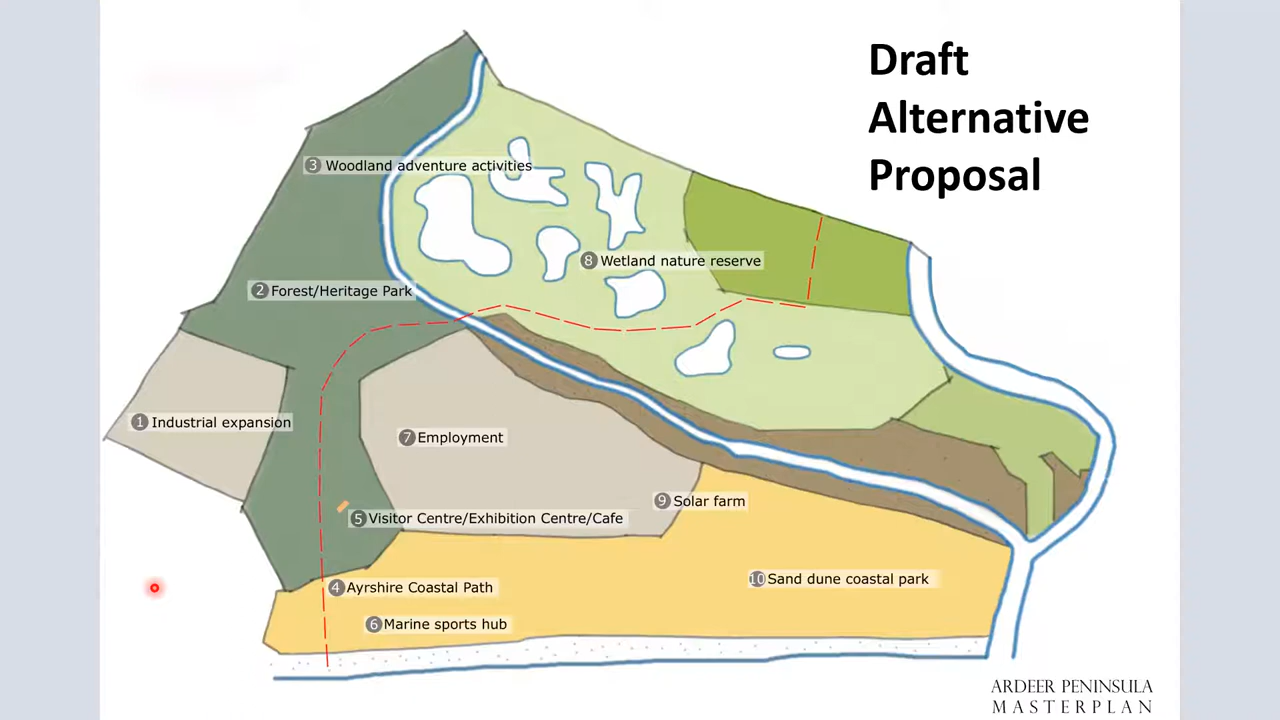 Draft
Alternative
Proposal
3 Woodland adventure activities
8 Wetland nature reserve
2 Forest/Heritage Park
1 Industrial expansion
7 Employment
9 Solar farm
5 Visitor Centre/Exhibition Centre/Cafe
10 Sand dune coastal park
4 Ayrshire Coastal Path
6 Marine sports hub
ARDEER PENINSULA
MASTERPLAN